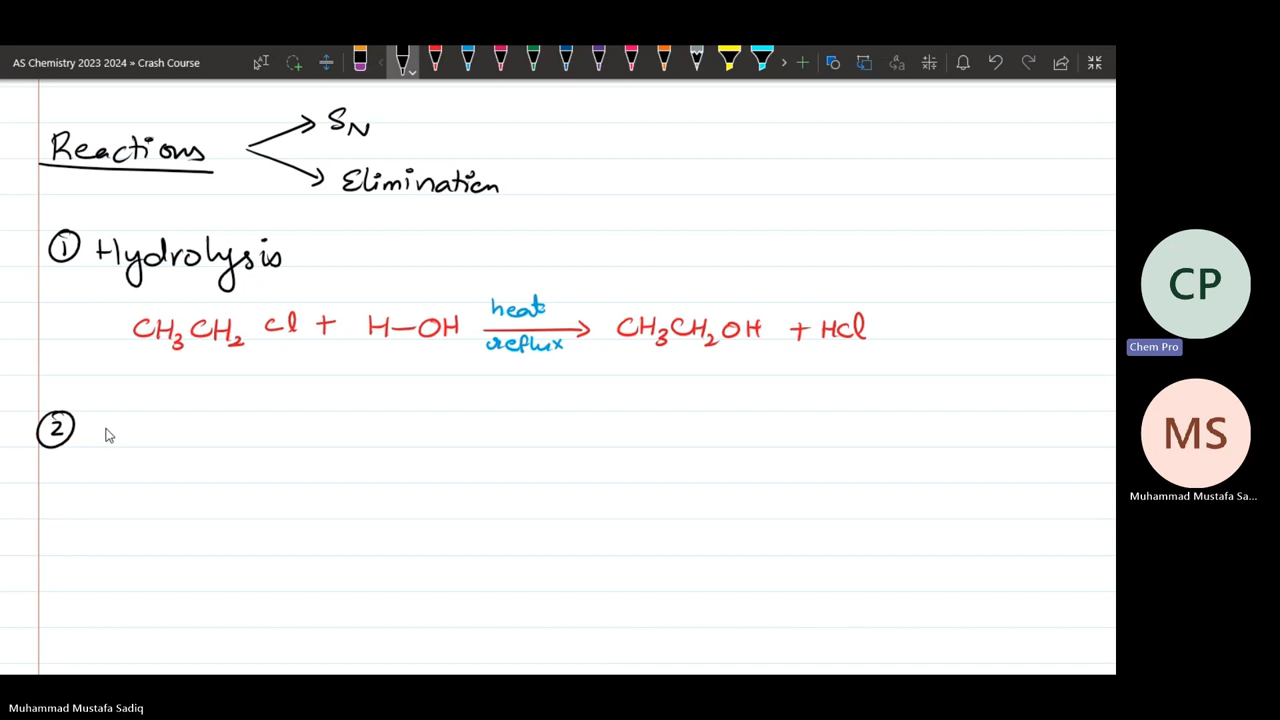 AS Chemistry 2023 2024 » Crash Course
Reactions
SN
Elimination
① Hydrolysis
CH₃CH₂ Cl + H—OH heat reflux → CH₃CH₂OH + HCl
②
CP
Chem Pro
MS
Muhammad Mustafa Sa...
Muhammad Mustafa Sadiq